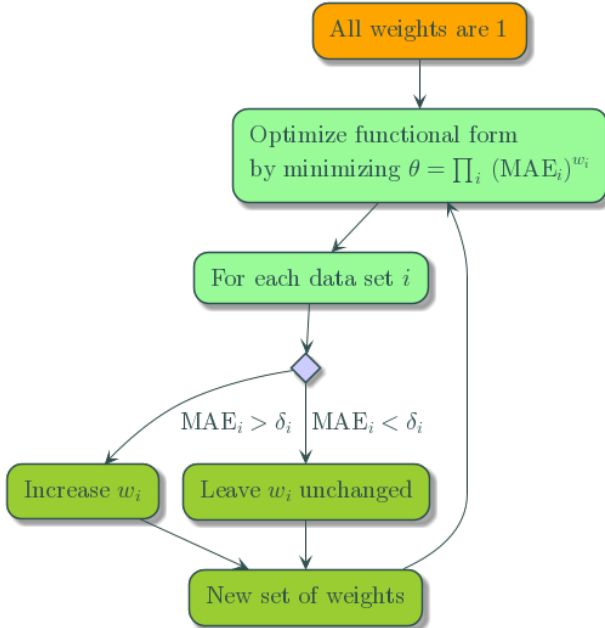 All weights are 1
Optimize functional form
by minimizing θ = ∏ᵢ (MAEᵢ)^{wᵢ}
For each data set i
MAEᵢ > δᵢ
MAEᵢ < δᵢ
Increase wᵢ
Leave wᵢ unchanged
New set of weights